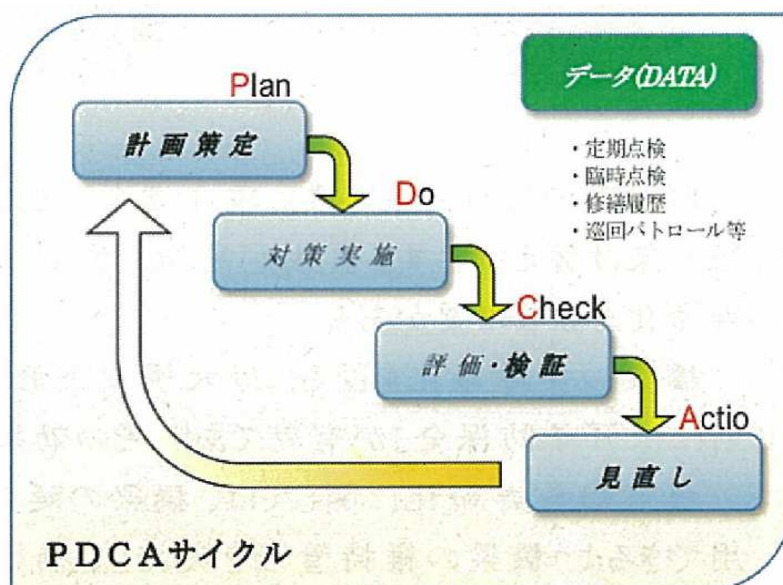 データ(DATA)
・定期点検
・臨時点検
・修繕履歴
・巡回パトロール等
Plan
計画策定
Do
対策実施
Check
評価・検証
Actio
見直し
PDCAサイクル